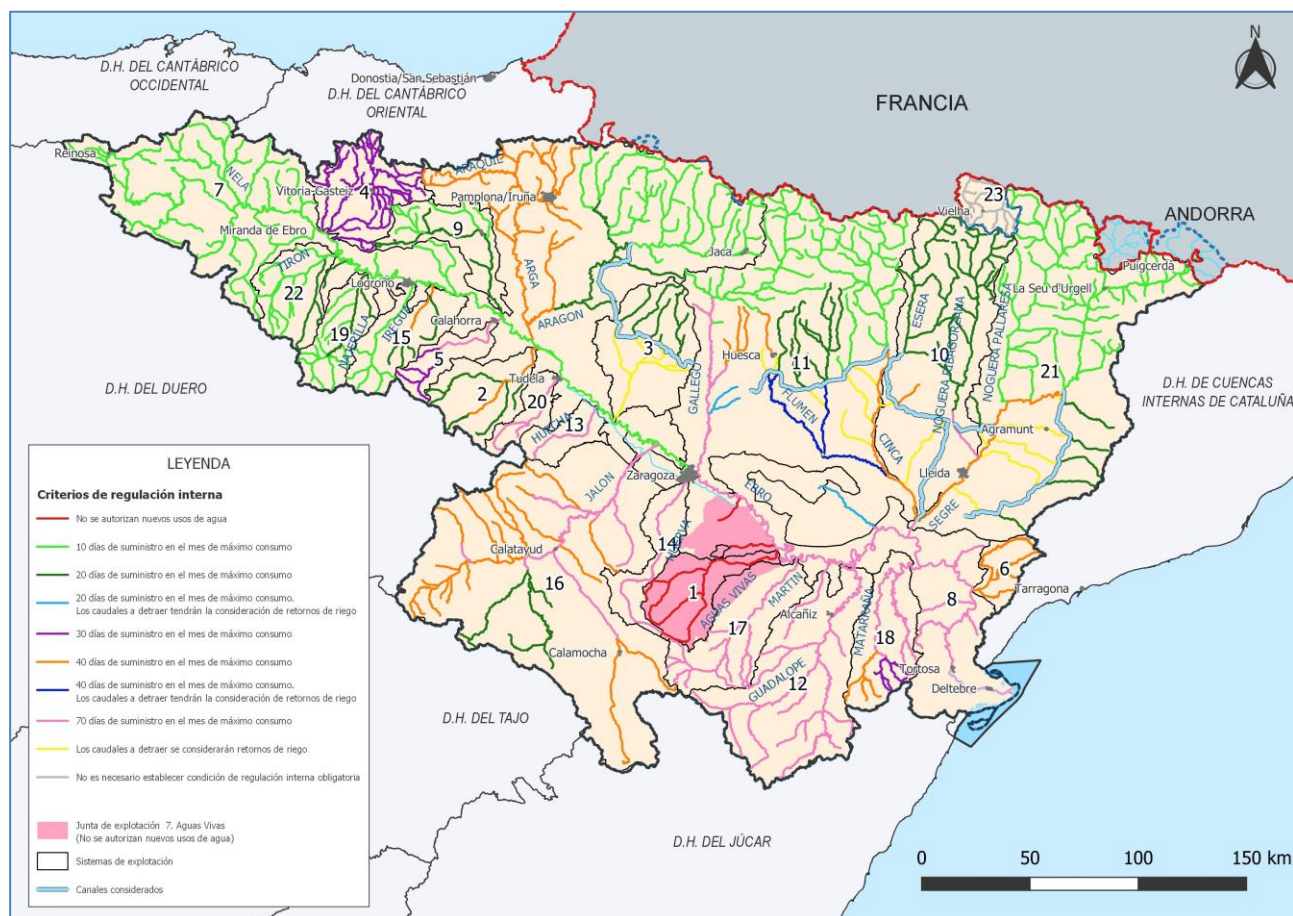 D.H. DEL CANTÁBRICO
OCCIDENTAL
Donostia/San Sebastián
D.H. DEL CANTÁBRICO
ORIENTAL
FRANCIA
N
Reinosa
NELA
7
Vitoria-Gasteiz
4
ARAQUIL
Pamplona/Iruña
Miranda de Ebro
9
TIRÓN
22
Logroño
ARGA
Jaca
Vielha
23
ANDORRA
Puigcerdà
La Seu d'Urgell
19
NAJERILLA
IREGUA
15
Calahorra
5
ARAGON
3
GALLEGO
Huesca
11
ESERA
10
NOGUERA RIBAGORZANA
NOGUERA PALLARESA
21
D.H. DEL DUERO
D.H. DE CUENCAS
INTERNAS DE CATALUÑA
2
Tudela
20
HUECHA
13
FLUMEN
CINCA
Agramunt
Lleida
SEGRE
JALON
Zaragoza
EBRO
HUERVA
14
Calatayud
16
1
AGUAS VIVAS
MARTIN
17
Alcañiz
MATARRAÑA
18
6
Tarragona
8
Calamocha
GUADALOPE
12
Tortosa
Deltebre
D.H. DEL TAJO
D.H. DEL JÚCAR
LEYENDA
Criterios de regulación interna
No se autorizan nuevos usos de agua
10 días de suministro en el mes de máximo consumo
20 días de suministro en el mes de máximo consumo
20 días de suministro en el mes de máximo consumo.
Los caudales a detraer tendrán la consideración de retornos de riego
30 días de suministro en el mes de máximo consumo
40 días de suministro en el mes de máximo consumo
40 días de suministro en el mes de máximo consumo.
Los caudales a detraer tendrán la consideración de retornos de riego
70 días de suministro en el mes de máximo consumo
Los caudales a detraer se considerarán retornos de riego
No es necesario establecer condición de regulación interna obligatoria
Junta de explotación 7, Aguas Vivas
(No se autorizan nuevos usos de agua)
Sistemas de explotación
Canales considerados
0 50 100 150 km